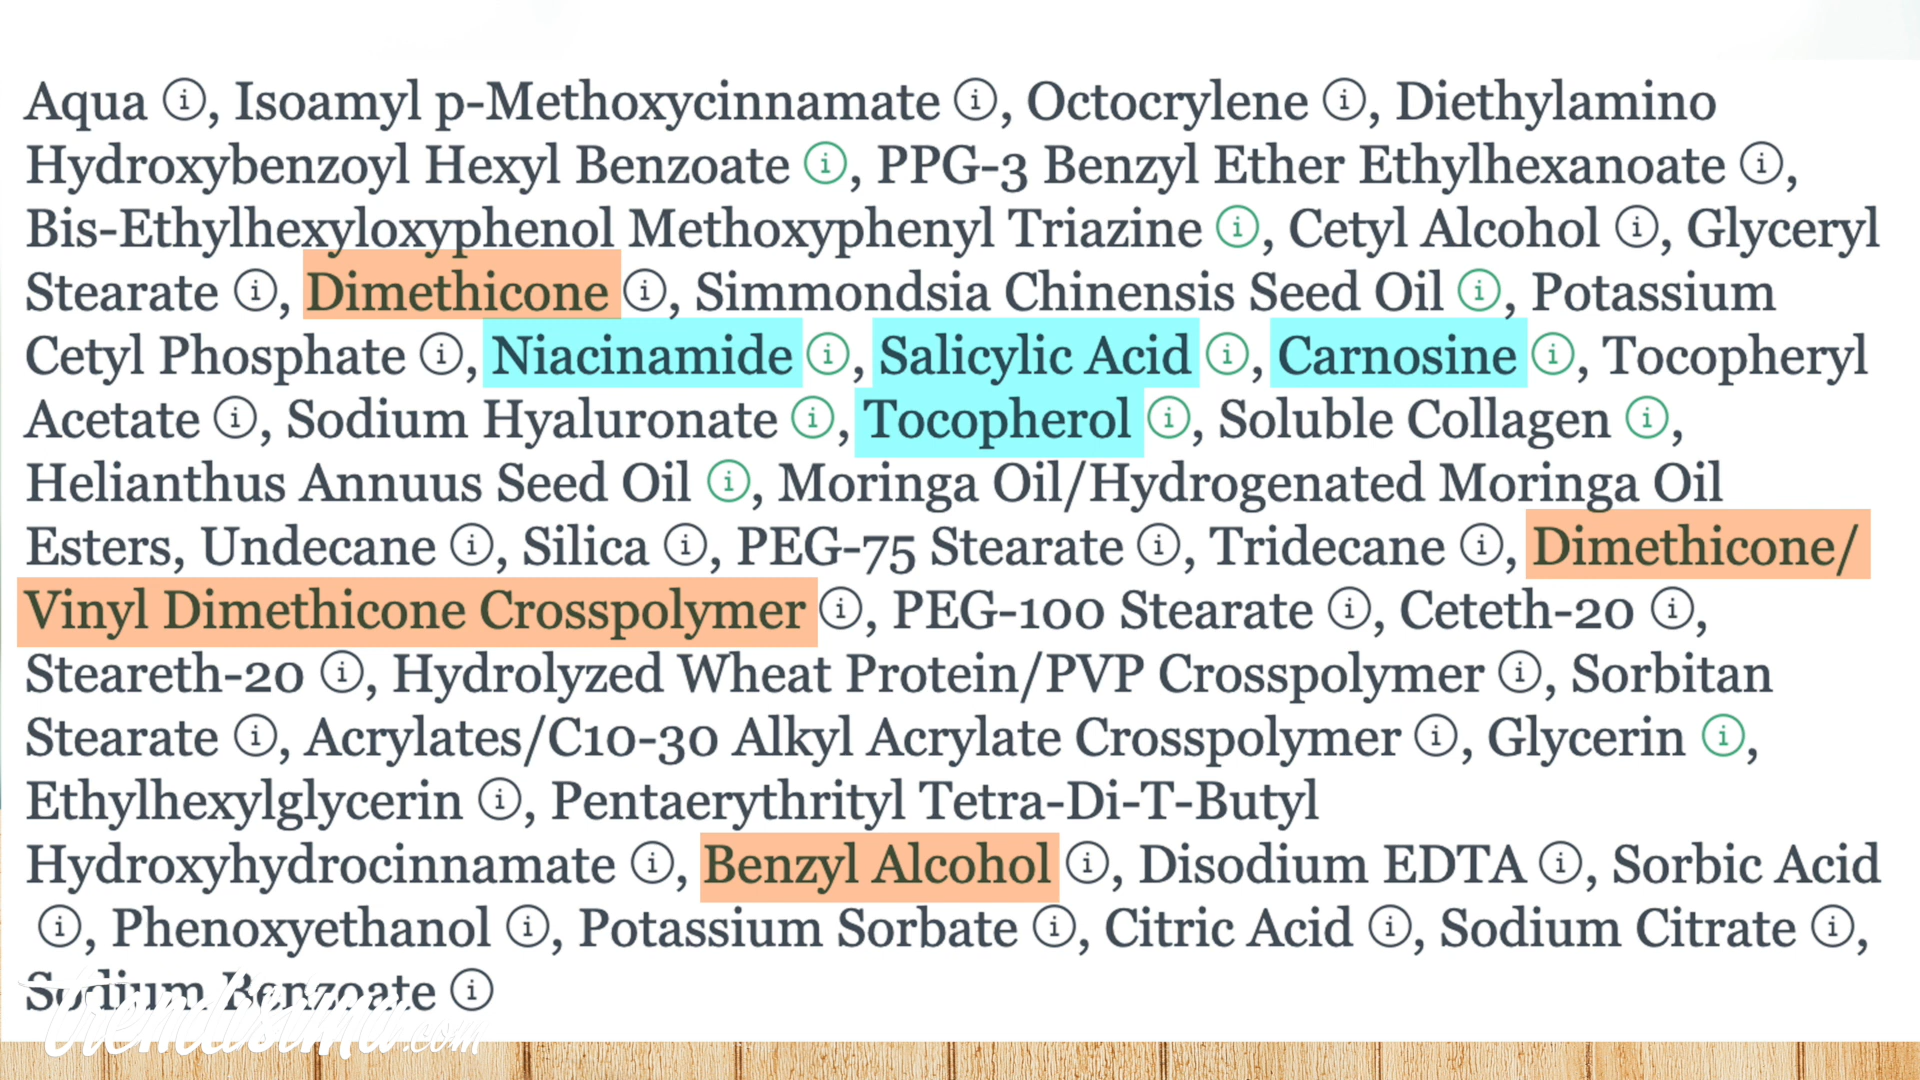 Aqua ⓘ, Isoamyl p-Methoxycinnamate ⓘ, Octocrylene ⓘ, Diethylamino
Hydroxybenzoyl Hexyl Benzoate ⓘ, PPG-3 Benzyl Ether Ethylhexanoate ⓘ,
Bis-Ethylhexyloxyphenol Methoxyphenyl Triazine ⓘ, Cetyl Alcohol ⓘ, Glyceryl
Stearate ⓘ, Dimethicone ⓘ, Simmondsia Chinensis Seed Oil ⓘ, Potassium
Cetyl Phosphate ⓘ, Niacinamide ⓘ, Salicylic Acid ⓘ, Carnosine ⓘ, Tocopheryl
Acetate ⓘ, Sodium Hyaluronate ⓘ, Tocopherol ⓘ, Soluble Collagen ⓘ,
Helianthus Annuus Seed Oil ⓘ, Moringa Oil/Hydrogenated Moringa Oil
Esters, Undecane ⓘ, Silica ⓘ, PEG-75 Stearate ⓘ, Tridecane ⓘ, Dimethicone/
Vinyl Dimethicone Crosspolymer ⓘ, PEG-100 Stearate ⓘ, Ceteth-20 ⓘ,
Steareth-20 ⓘ, Hydrolyzed Wheat Protein/PVP Crosspolymer ⓘ, Sorbitan
Stearate ⓘ, Acrylates/C10-30 Alkyl Acrylate Crosspolymer ⓘ, Glycerin ⓘ,
Ethylhexylglycerin ⓘ, Pentaerythrityl Tetra-Di-T-Butyl
Hydroxyhydrocinnamate ⓘ, Benzyl Alcohol ⓘ, Disodium EDTA ⓘ, Sorbic Acid
ⓘ, Phenoxyethanol ⓘ, Potassium Sorbate ⓘ, Citric Acid ⓘ, Sodium Citrate ⓘ,
Sodium Benzoate ⓘ
trendisima.com